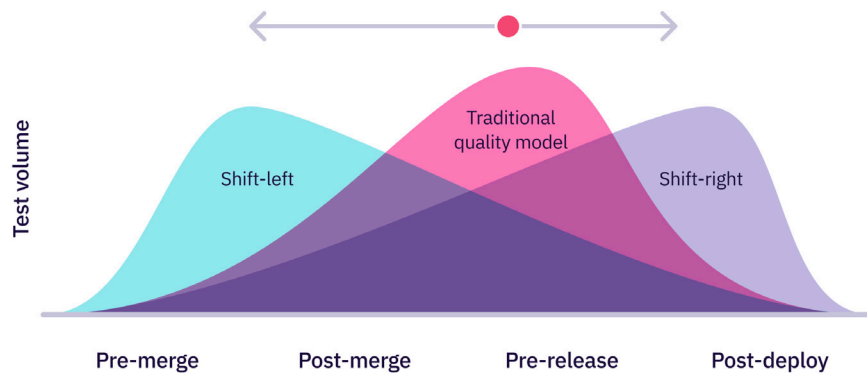 Traditional
quality model
Shift-left
Shift-right
Test volume
Pre-merge
Post-merge
Pre-release
Post-deploy